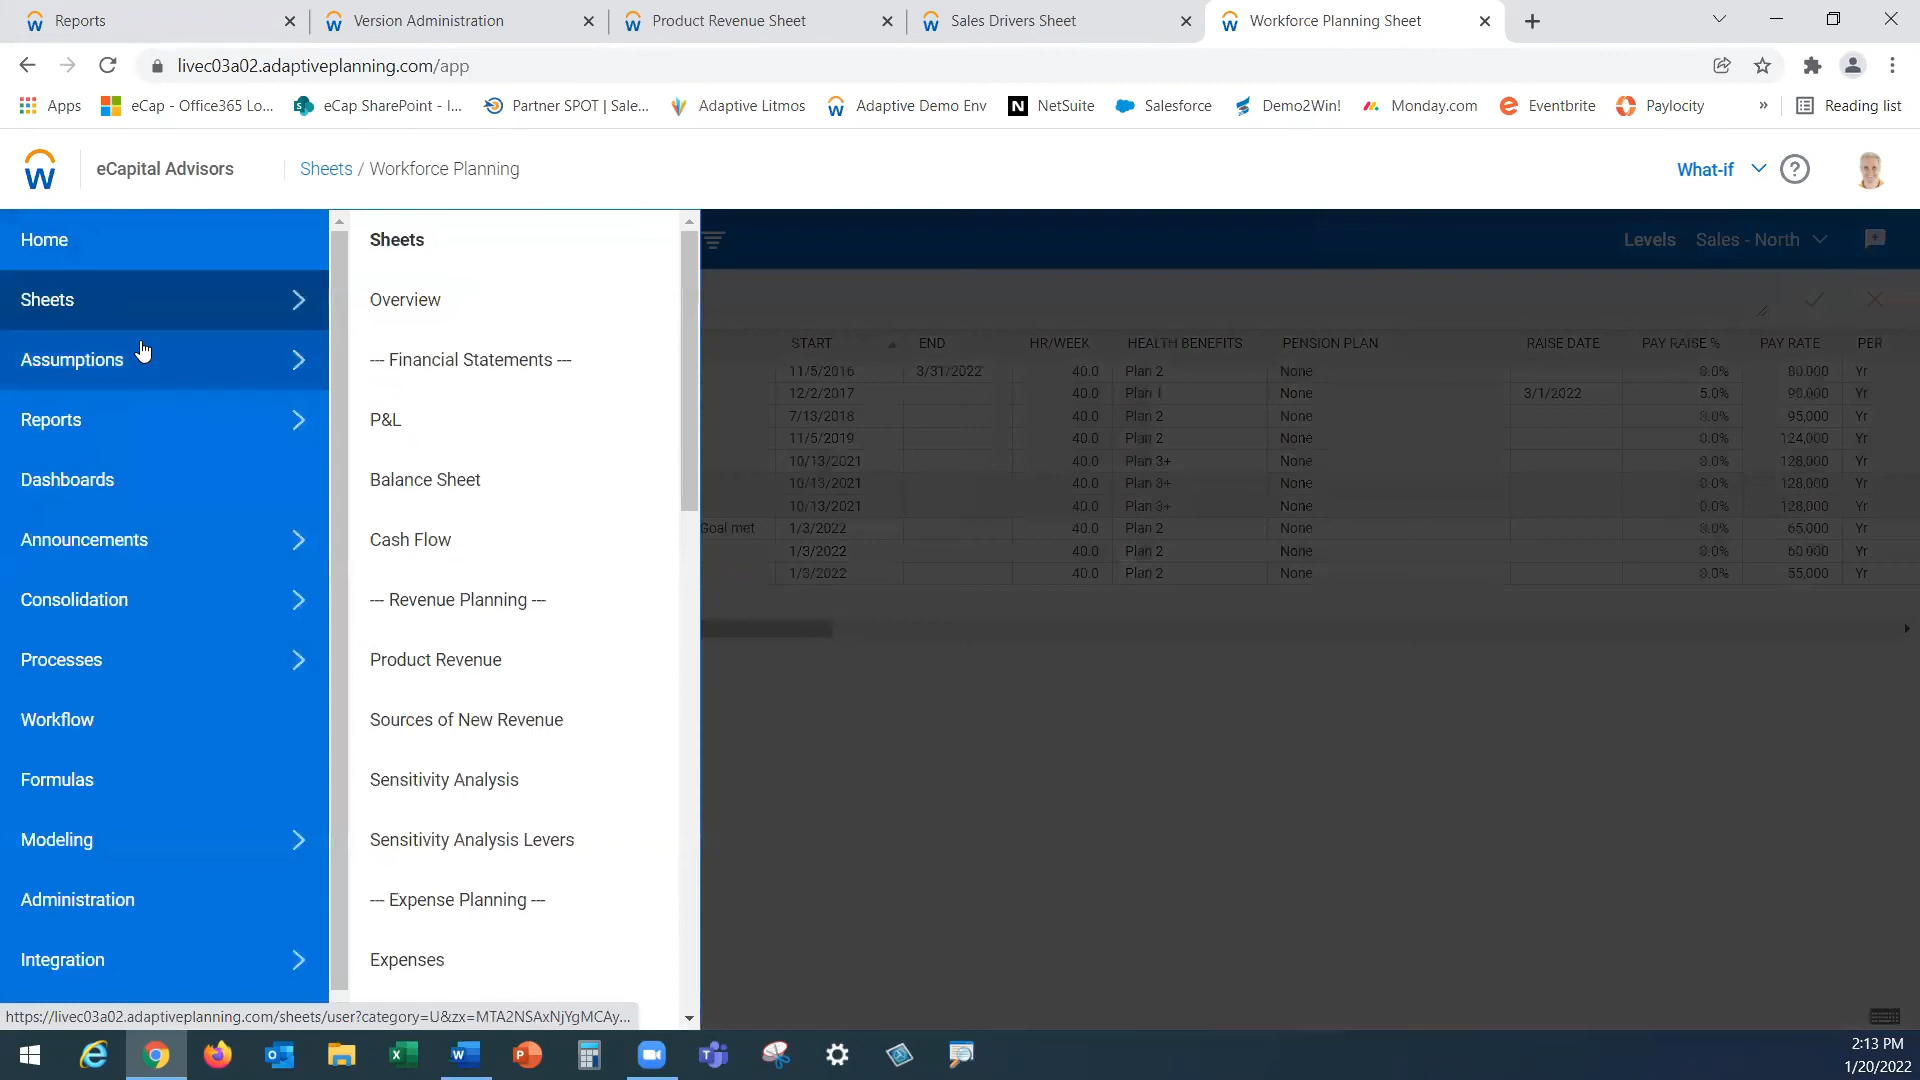 Reports
Version Administration
Product Revenue Sheet
Sales Drivers Sheet
Workforce Planning Sheet
livec03a02.adaptiveplanning.com/app
Apps
eCap - Office365 Lo...
eCap SharePoint - I...
Partner SPOT | Sale...
Adaptive Litmos
Adaptive Demo Env
NetSuite
Salesforce
Demo2Win!
Monday.com
Eventbrite
Paylocity
»
Reading list
eCapital Advisors
Sheets / Workforce Planning
What-if
Home
Sheets
Assumptions
Reports
Dashboards
Announcements
Consolidation
Processes
Workflow
Formulas
Modeling
Administration
Integration
Sheets
Overview
--- Financial Statements ---
P&L
Balance Sheet
Cash Flow
--- Revenue Planning ---
Product Revenue
Sources of New Revenue
Sensitivity Analysis
Sensitivity Analysis Levers
--- Expense Planning ---
Expenses
Levels Sales - North
START END HR/WEEK HEALTH BENEFITS PENSION PLAN RAISE DATE PAY RAISE % PAY RATE PER
11/5/2016 3/31/2022 40.0 Plan 2 None 0.0% 80,000 Yr
12/2/2017 40.0 Plan 1 None 3/1/2022 5.0% 90,000 Yr
7/13/2018 40.0 Plan 2 None 0.0% 95,000 Yr
11/5/2019 40.0 Plan 2 None 0.0% 124,000 Yr
10/13/2021 40.0 Plan 3+ None 0.0% 128,000 Yr
10/13/2021 40.0 Plan 3+ None 0.0% 128,000 Yr
10/13/2021 40.0 Plan 3+ None 0.0% 128,000 Yr
Goal met 1/3/2022 40.0 Plan 2 None 0.0% 65,000 Yr
1/3/2022 40.0 Plan 2 None 0.0% 60,000 Yr
1/3/2022 40.0 Plan 2 None 0.0% 55,000 Yr
https://livec03a02.adaptiveplanning.com/sheets/user?category=U&zx=MTA2NSAxNjYgMCAy...
2:13 PM
1/20/2022